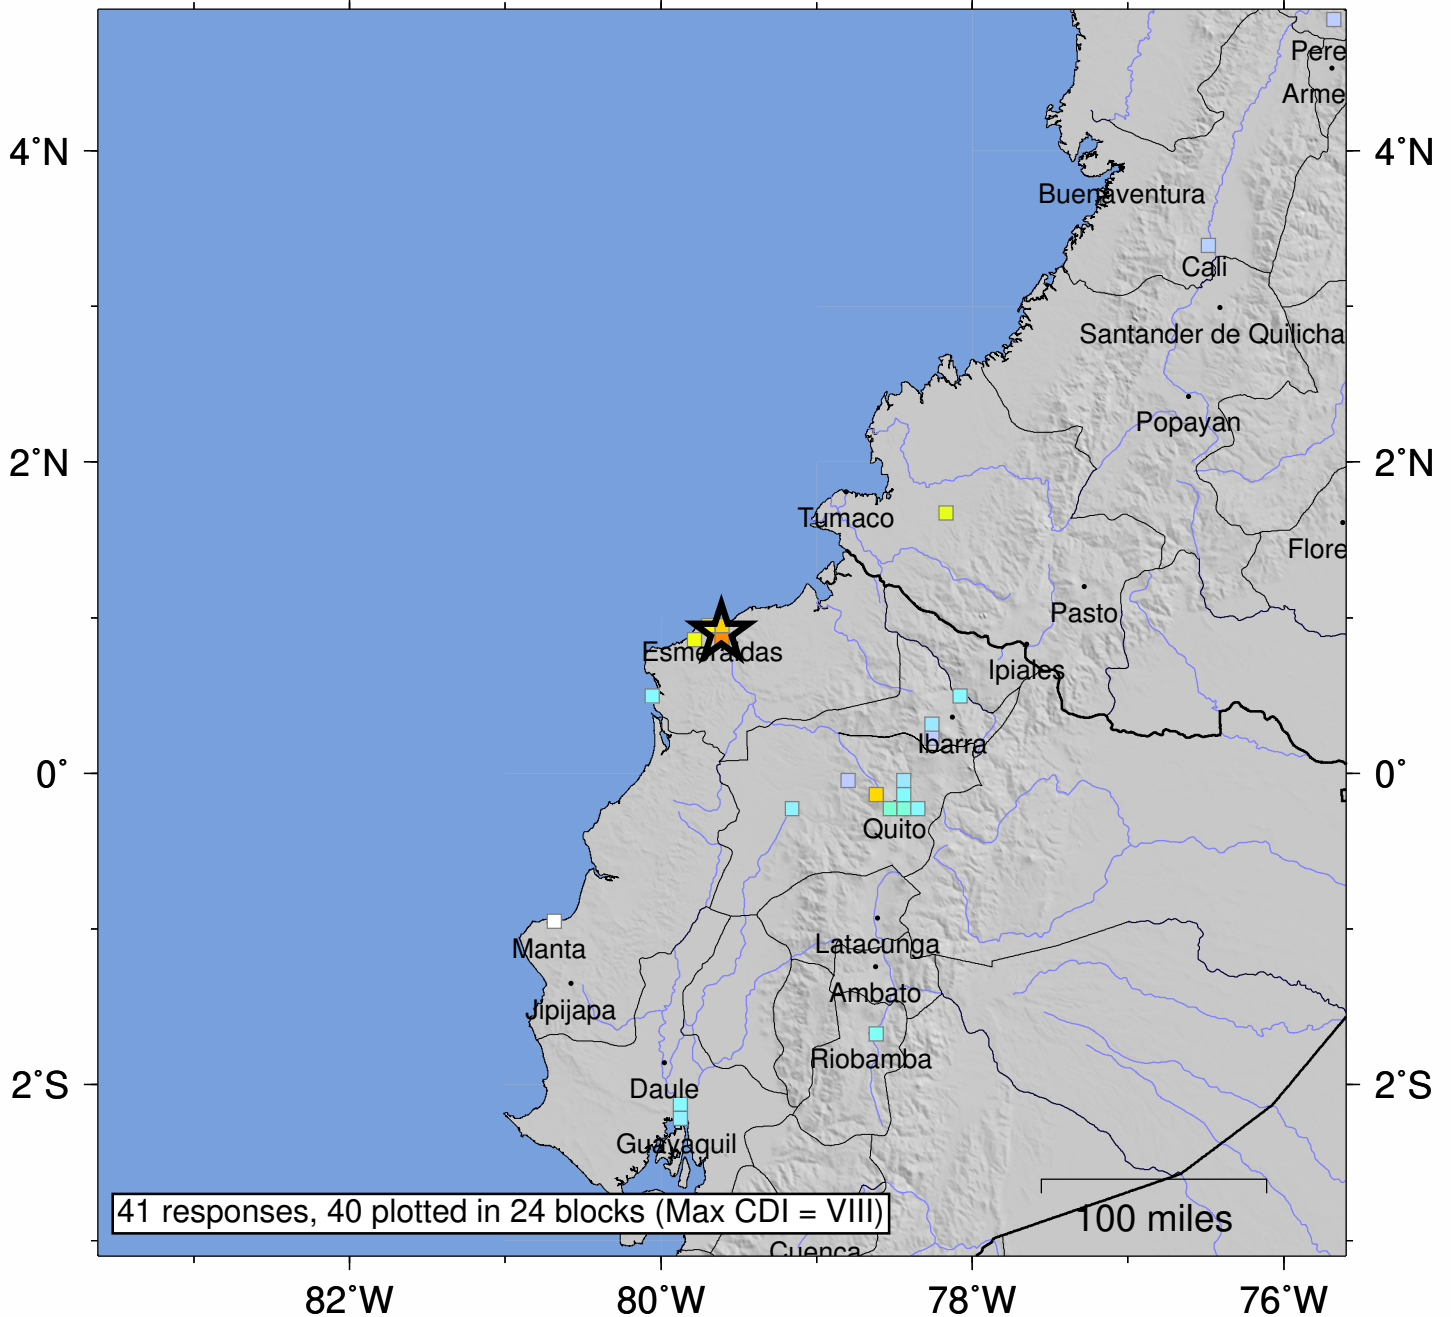 Pere
Arme
4°N
4°N
Buenaventura
Cali
Santander de Quilicha
Popayan
2°N
2°N
Tumaco
Flore
Pasto
Esmeraldas
Ipiales
Ibarra
0°
0°
Quito
Latacunga
Manta
Ambato
Jipijapa
Riobamba
2°S
2°S
Daule
Guayaquil
41 responses, 40 plotted in 24 blocks (Max CDI = VIII)
100 miles
Cuenca
82°W
80°W
78°W
76°W